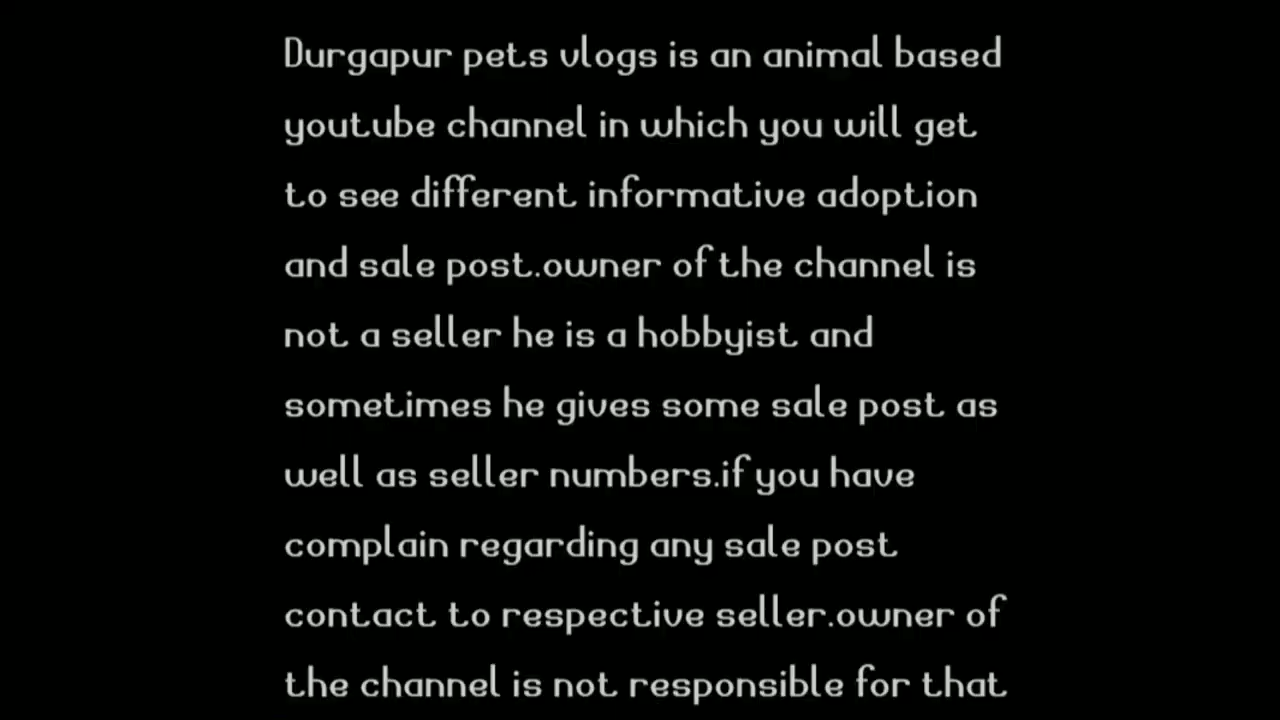 Durgapur pets vlogs is an animal based
youtube channel in which you will get
to see different informative adoption
and sale post.owner of the channel is
not a seller he is a hobbyist and
sometimes he gives some sale post as
well as seller numbers.if you have
complain regarding any sale post
contact to respective seller.owner of
the channel is not responsible for that